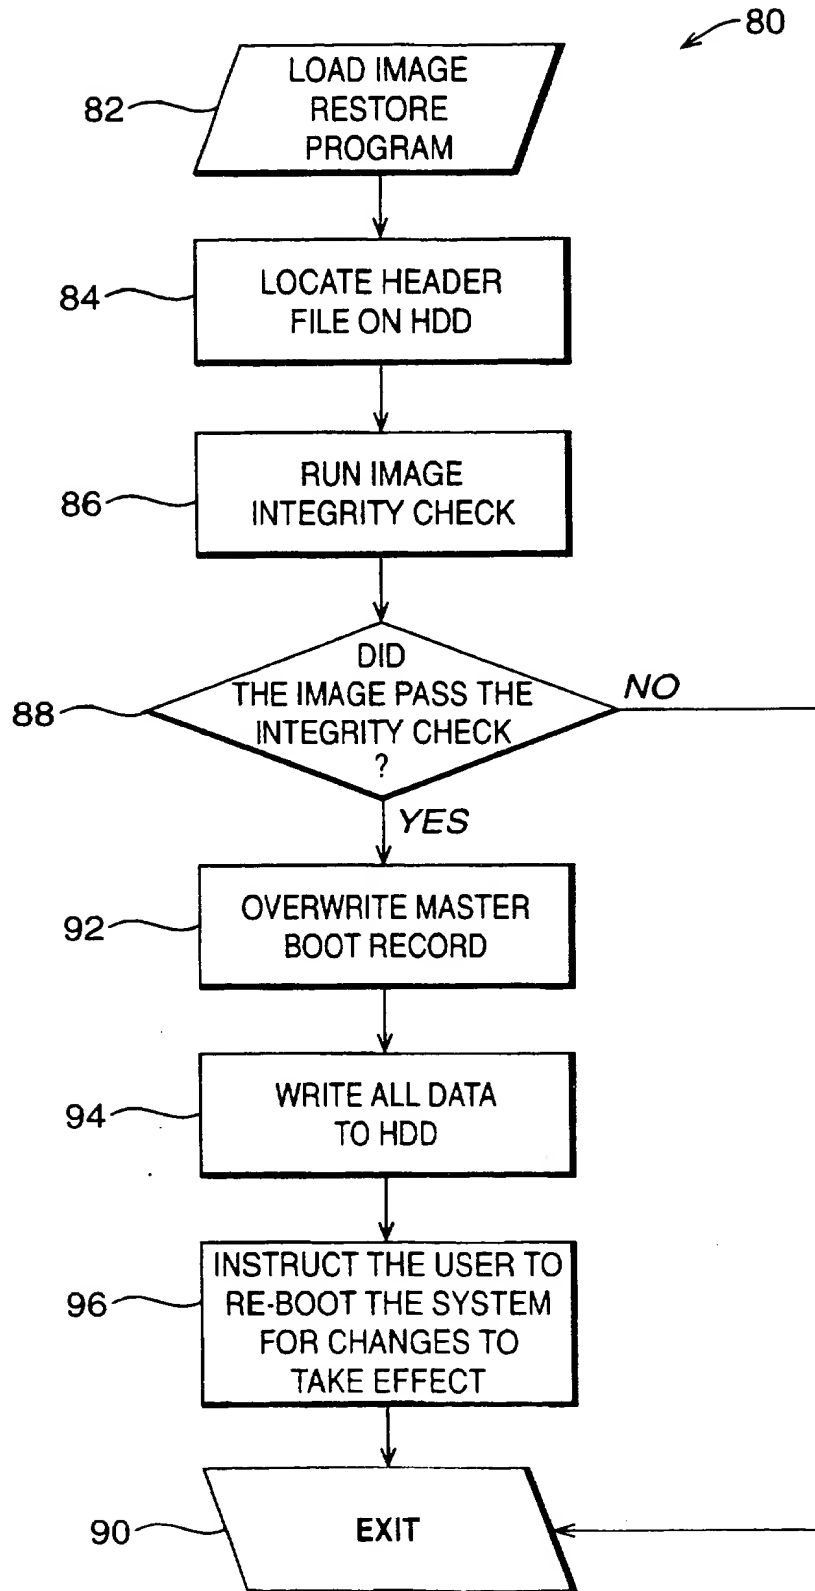 80
82
LOAD IMAGE
RESTORE
PROGRAM
84
LOCATE HEADER
FILE ON HDD
86
RUN IMAGE
INTEGRITY CHECK
88
DID
THE IMAGE PASS THE
INTEGRITY CHECK
?
NO
YES
92
OVERWRITE MASTER
BOOT RECORD
94
WRITE ALL DATA
TO HDD
96
INSTRUCT THE USER TO
RE-BOOT THE SYSTEM
FOR CHANGES TO
TAKE EFFECT
90
EXIT